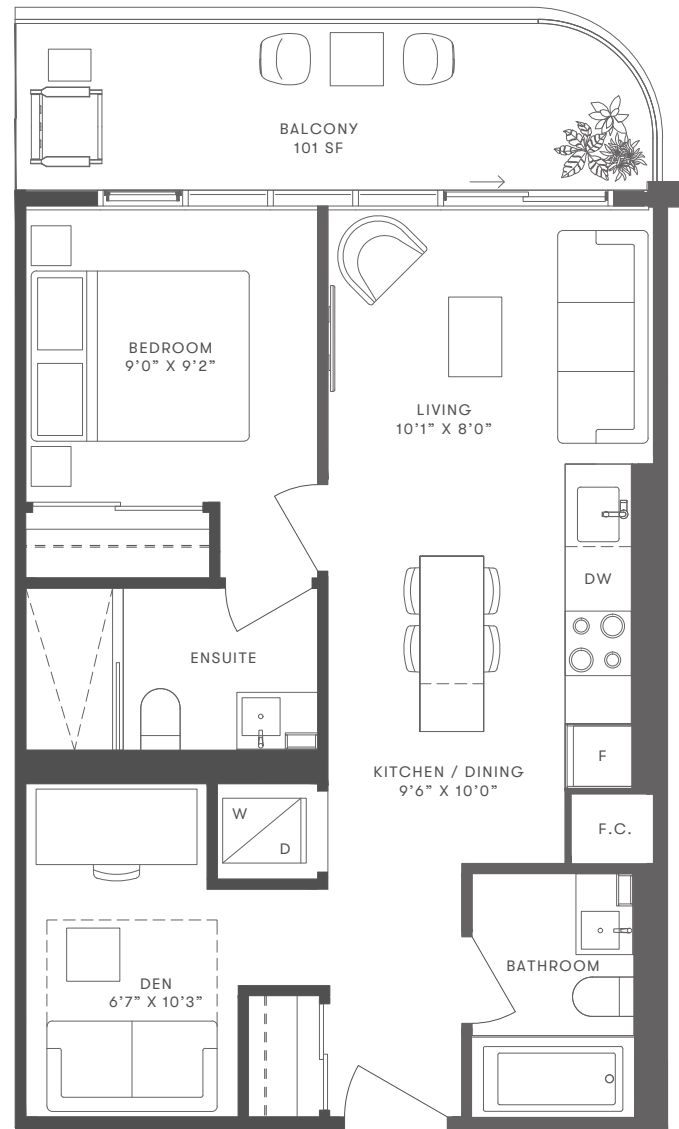 BALCONY
101 SF
BEDROOM
9’0” X 9’2”
LIVING
10’1” X 8’0”
DW
ENSUITE
F
KITCHEN / DINING
9’6” X 10’0”
W
D
F.C.
BATHROOM
DEN
6’7” X 10’3”